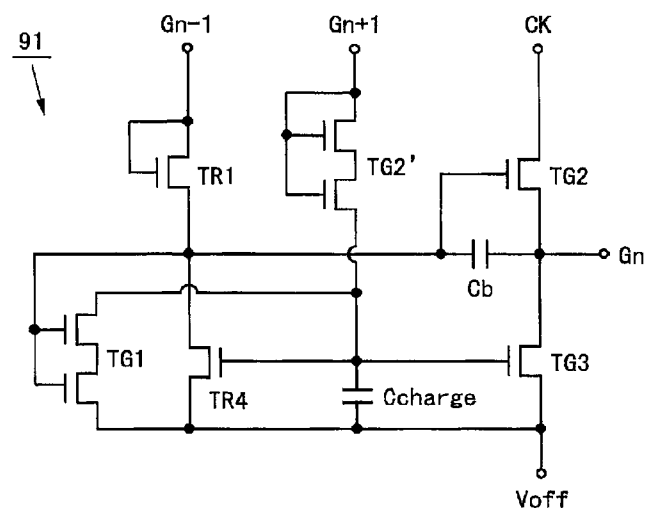 91
Gn-1
Gn+1
CK
TR1
TG2'
TG2
Cb
Gn
TG1
TR4
Ccharge
TG3
Voff